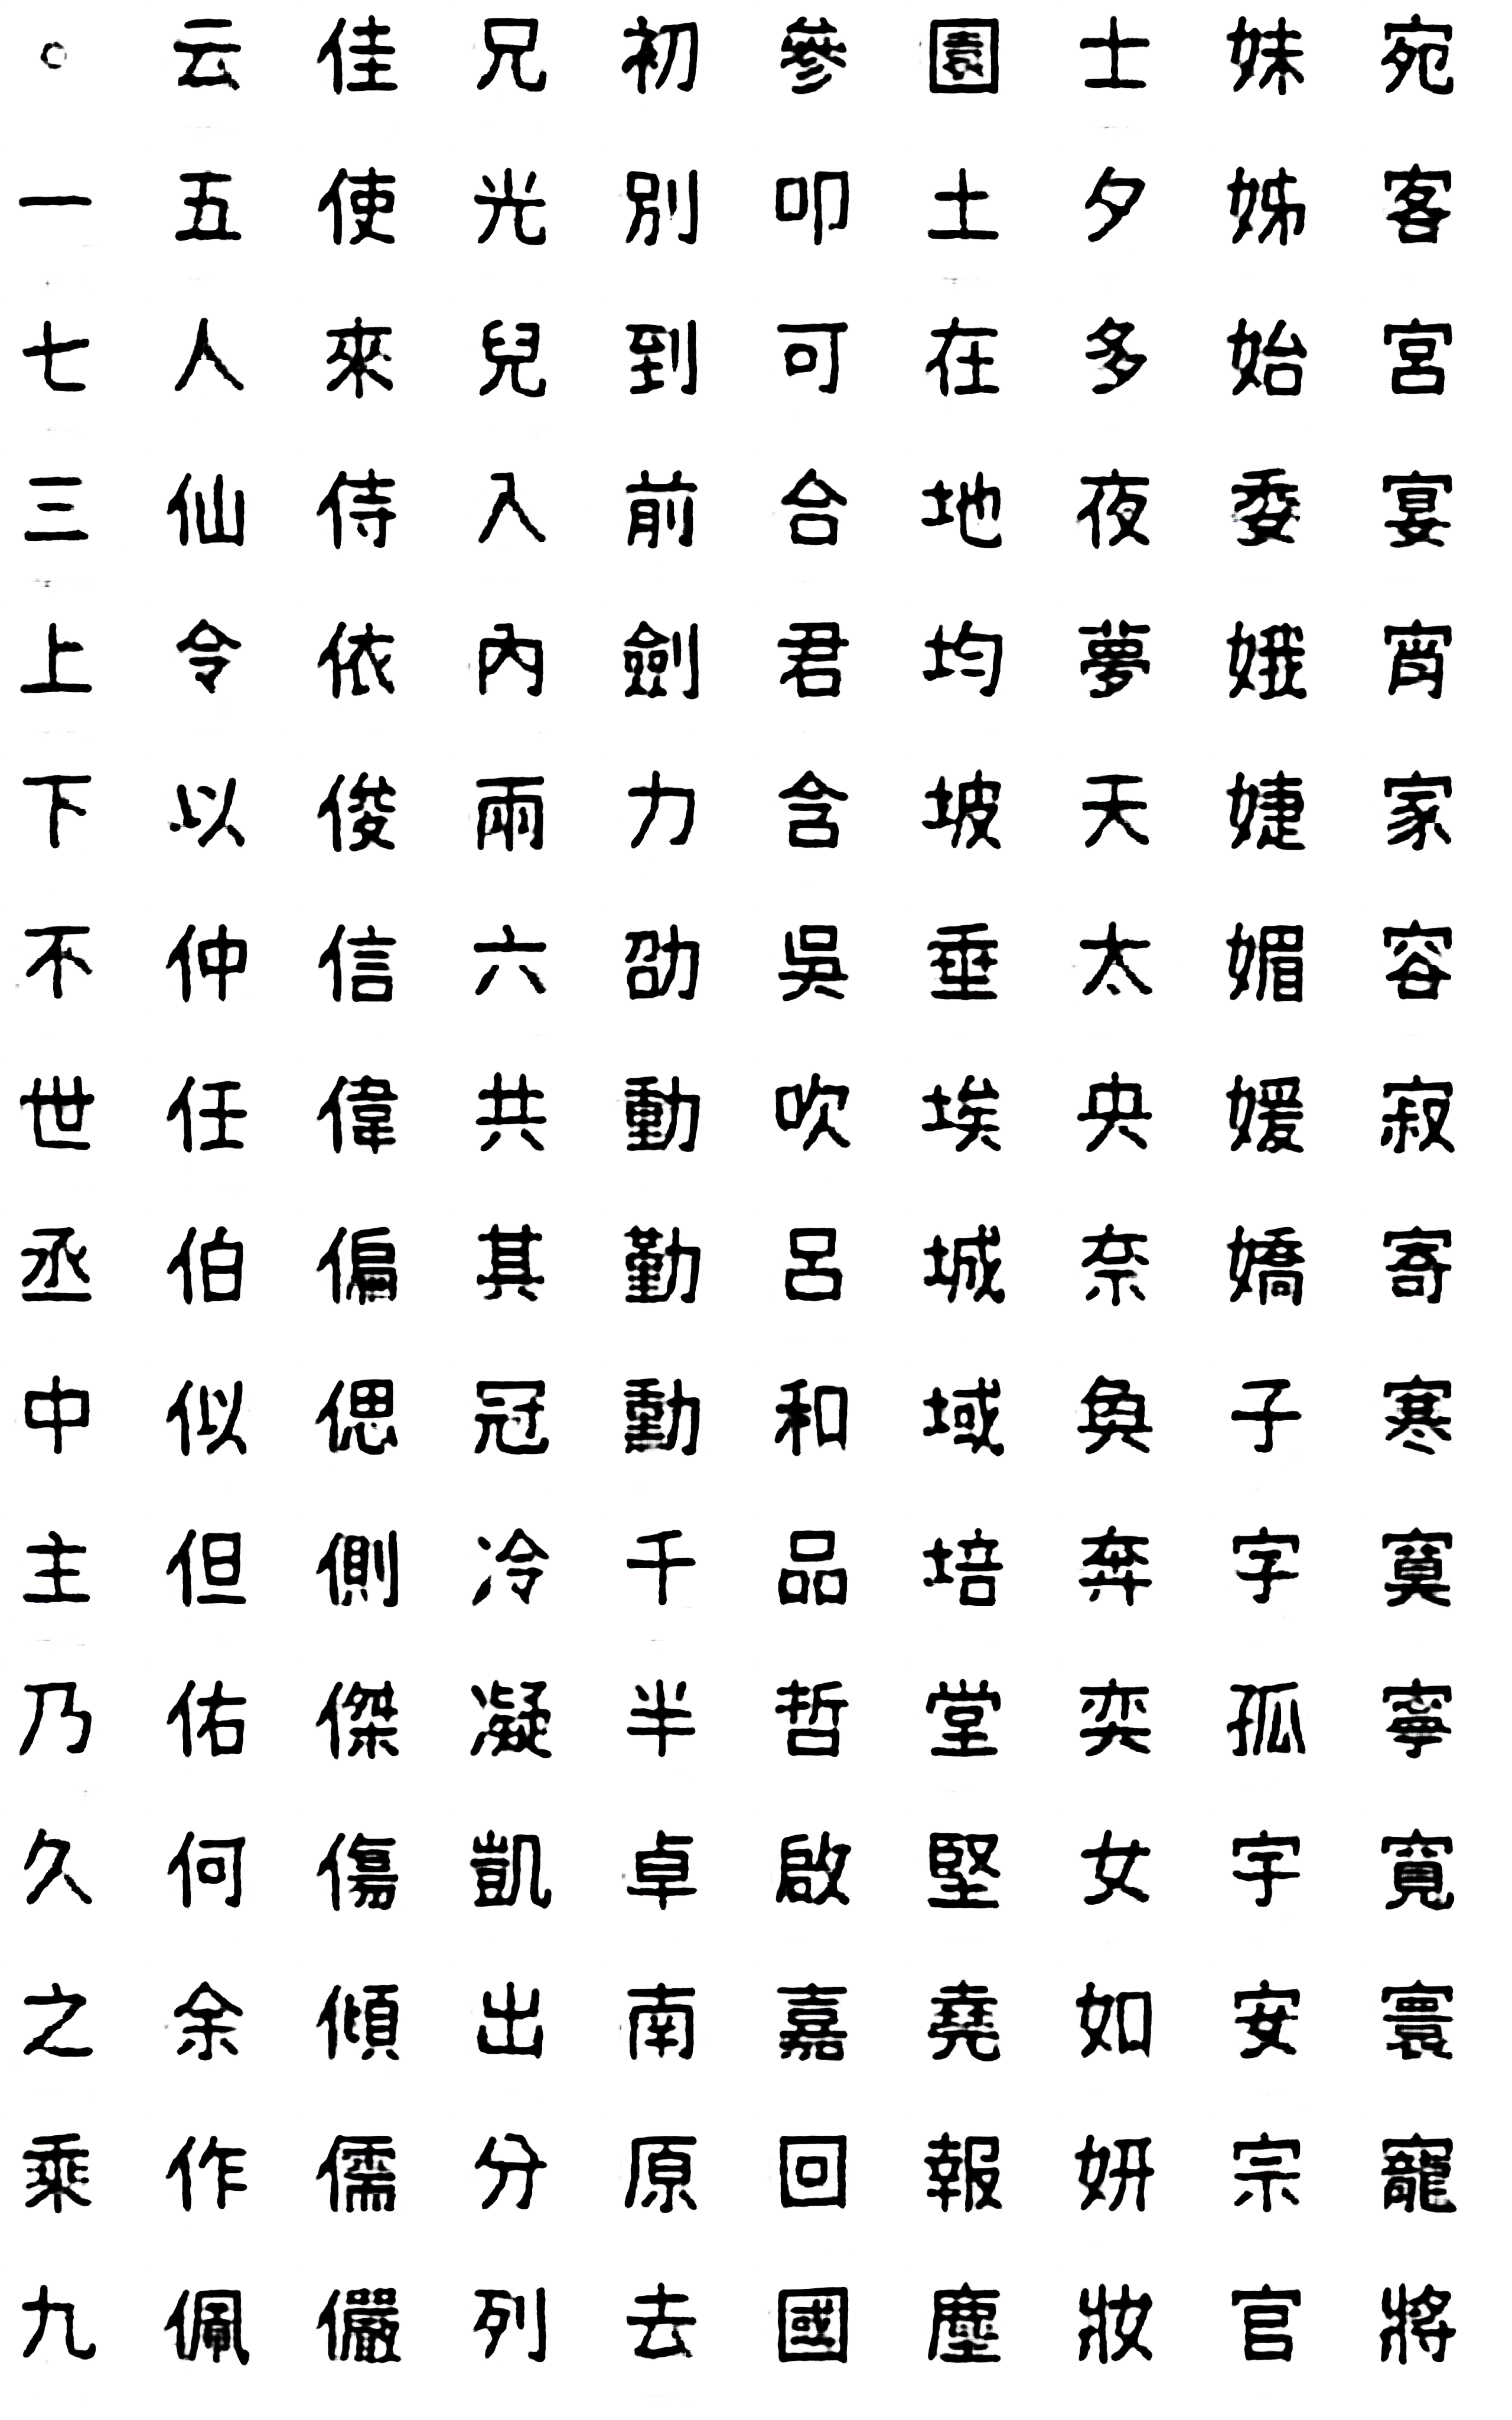 。一七三上下不世丞中主乃久之乘九
云五人仙令以仲任伯似但佑何余作佩
佳使來侍依俊信偉偏偲側傑傷傾儒儼
兄光兒入內兩六共其冠冷凝凱出分列
初別到前劍力劭動勤勳千半卓南原去
參叩可合君含吳吹呂和品哲啟嘉回國
園土在地均坡垂埃城域培堂堅堯報塵
士夕多夜夢天太央奈奐奔奕女如妍妝
妹姊始委娥婕媚媛嬌子字孤宇安宗官
宛客宮宴宵家容寂寄寒寞寧寬寰寵將